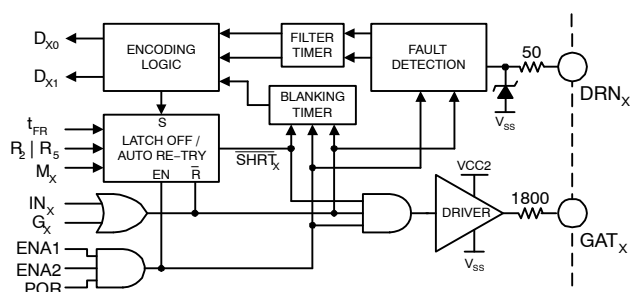 D_X0
D_X1
ENCODING
LOGIC
FILTER
TIMER
FAULT
DETECTION
50
DRN_X
V_SS
BLANKING
TIMER
S
t_FR
R_2 | R_5
M_X
LATCH OFF /
AUTO RE-TRY
EN R̅
S̅H̅R̅T̅_X
IN_X
G_X
VCC2
DRIVER
V_SS
1800
GAT_X
ENA1
ENA2
POR